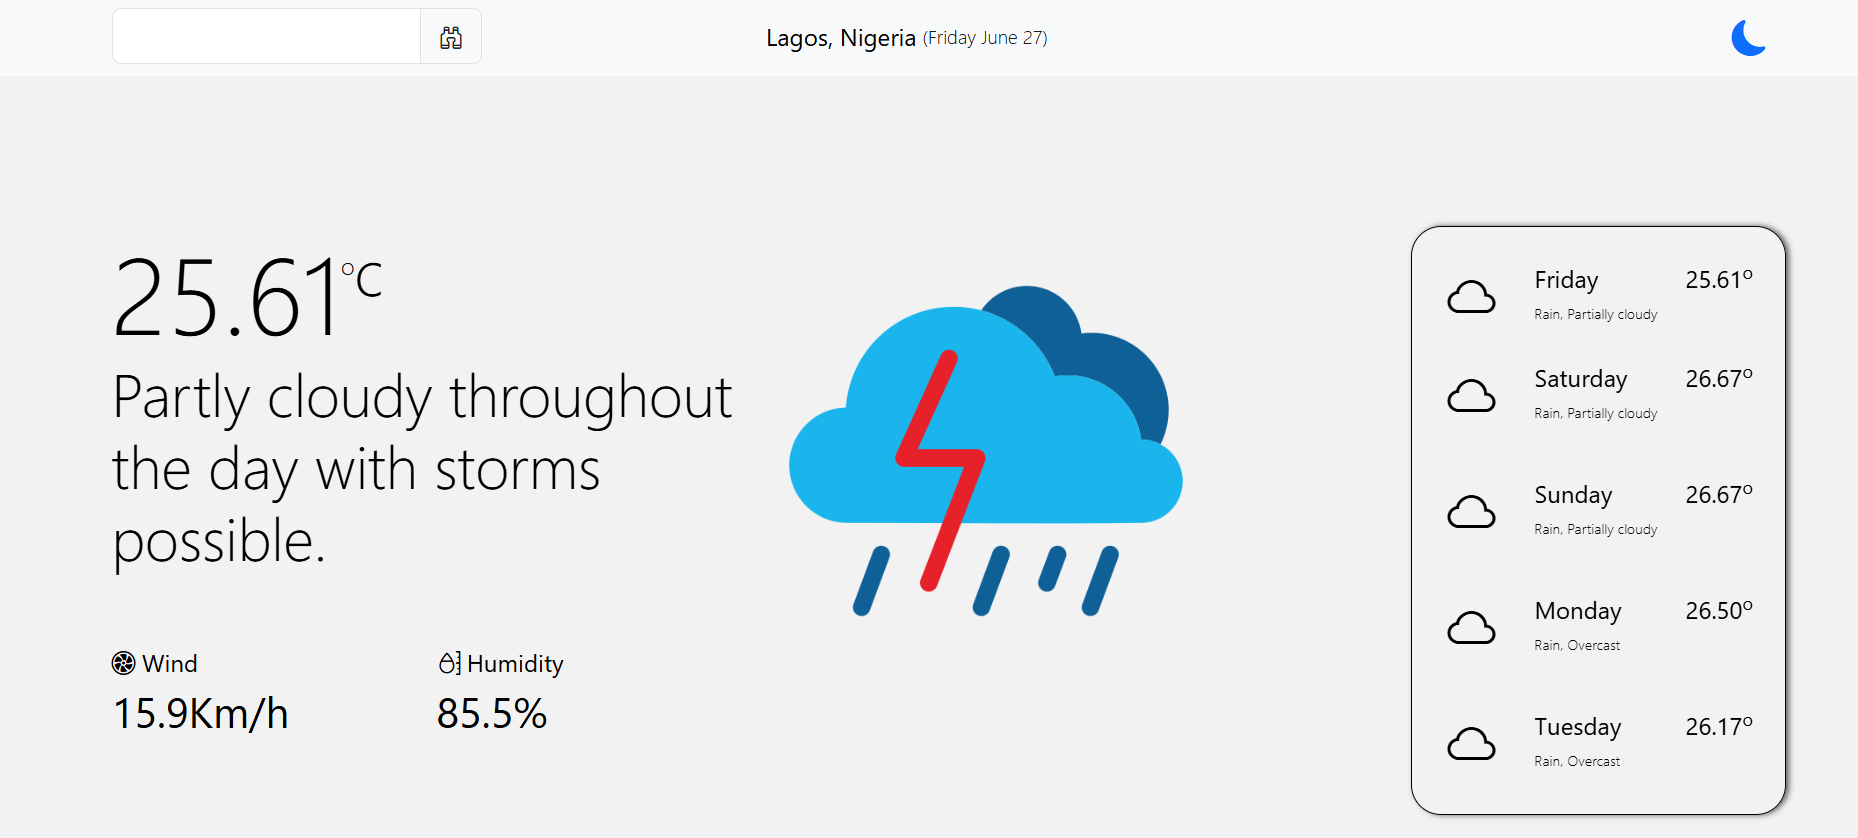 Lagos, Nigeria (Friday June 27)
25.61°C
Partly cloudy throughout
the day with storms
possible.
Wind
15.9Km/h
Humidity
85.5%
Friday 25.61°
Rain, Partially cloudy
Saturday 26.67°
Rain, Partially cloudy
Sunday 26.67°
Rain, Partially cloudy
Monday 26.50°
Rain, Overcast
Tuesday 26.17°
Rain, Overcast